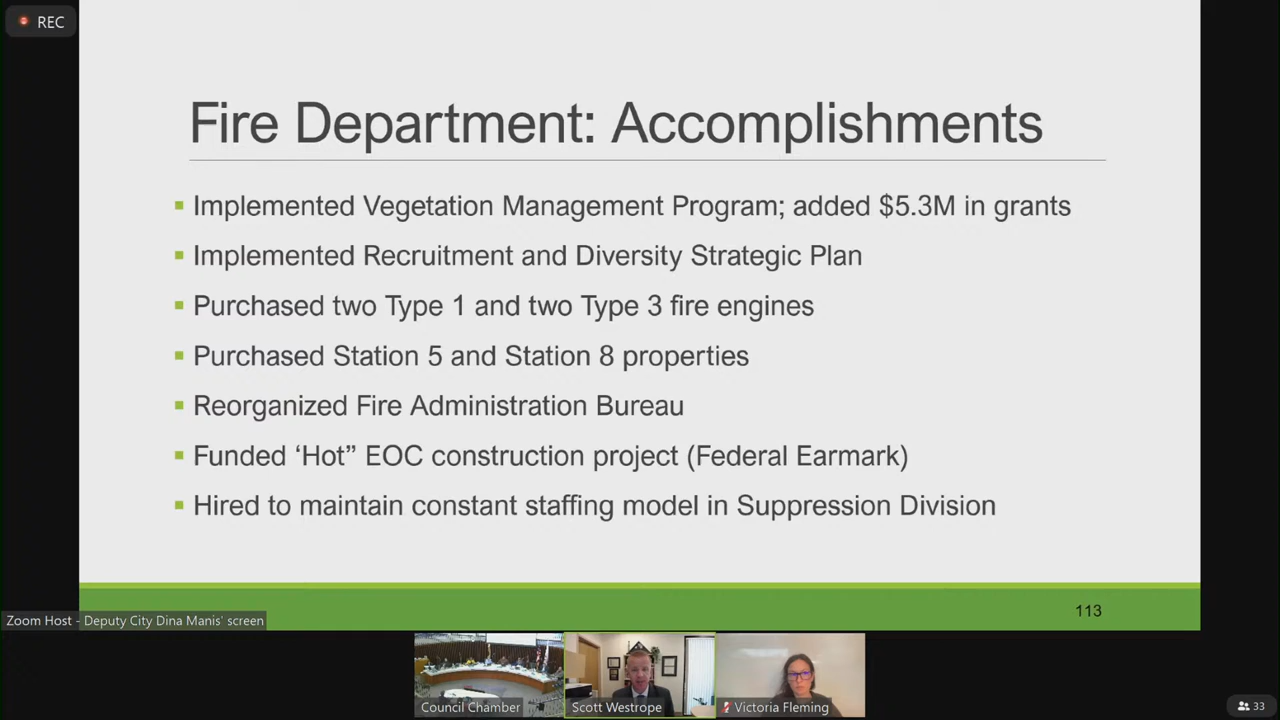 REC
Fire Department: Accomplishments
Implemented Vegetation Management Program; added $5.3M in grants
Implemented Recruitment and Diversity Strategic Plan
Purchased two Type 1 and two Type 3 fire engines
Purchased Station 5 and Station 8 properties
Reorganized Fire Administration Bureau
Funded ‘Hot” EOC construction project (Federal Earmark)
Hired to maintain constant staffing model in Suppression Division
113
Zoom Host - Deputy City Dina Manis' screen
Council Chamber
Scott Westrope
Victoria Fleming
33